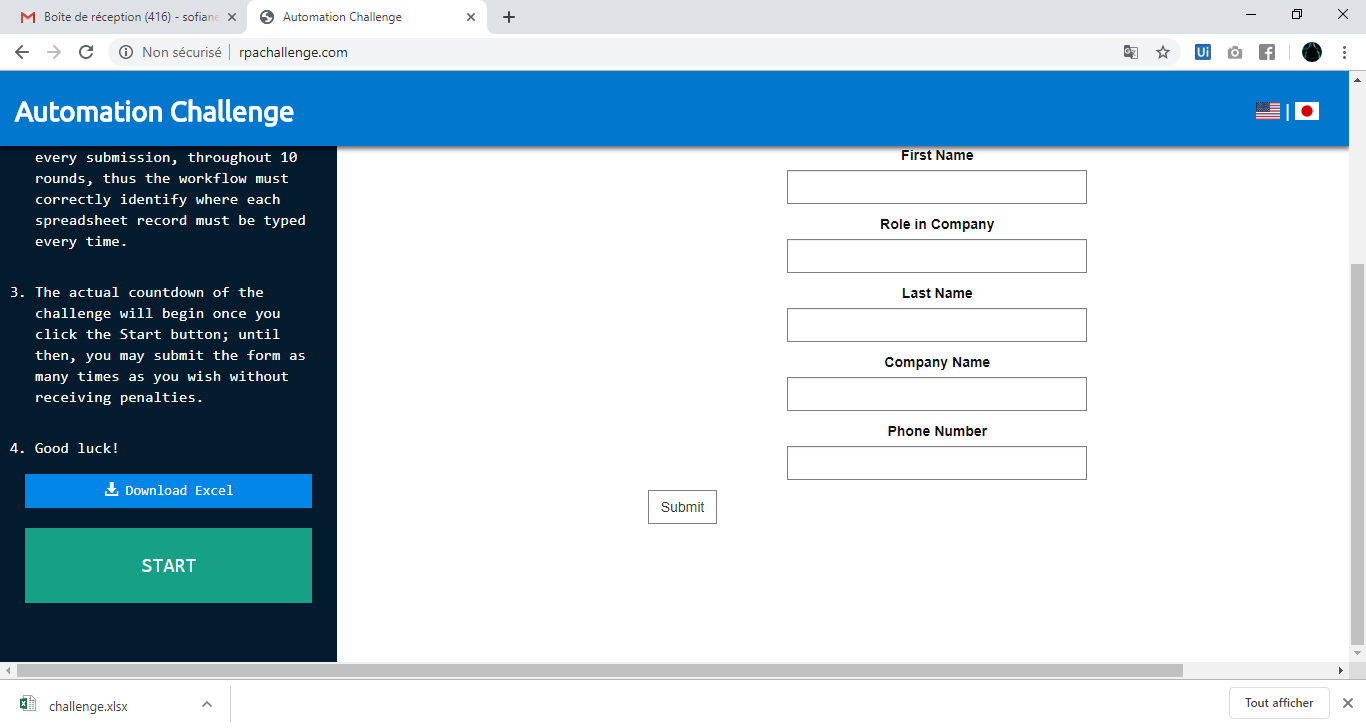 Boîte de réception (416) - sofiane
Automation Challenge
Non sécurisé
rpachallenge.com
Ui
Automation Challenge
|
every submission, throughout 10
rounds, thus the workflow must
correctly identify where each
spreadsheet record must be typed
every time.
3. The actual countdown of the
challenge will begin once you
click the Start button; until
then, you may submit the form as
many times as you wish without
receiving penalties.
4. Good luck!
Download Excel
START
First Name
Role in Company
Last Name
Company Name
Phone Number
Submit
challenge.xlsx
Tout afficher